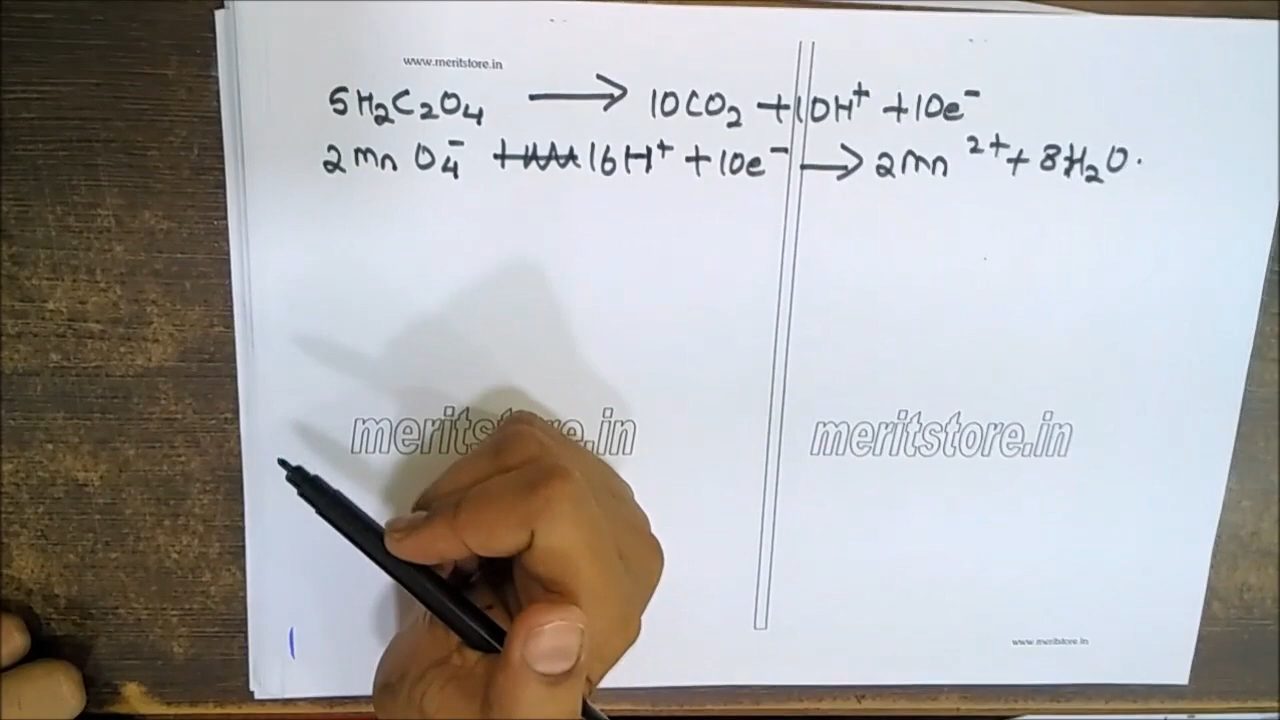 www.meritstore.in
5H₂C₂O₄ ⟶ 10CO₂ + 10H⁺ + 10e⁻
2MnO₄⁻ + 16H⁺ + 10e⁻ ⟶ 2Mn²⁺ + 8H₂O.
meritstore.in meritstore.in
www.meritstore.in